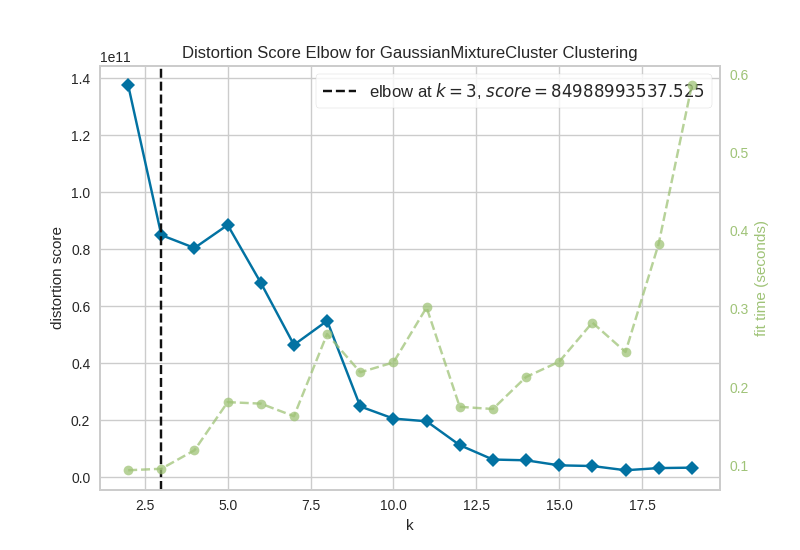 Distortion Score Elbow for GaussianMixtureCluster Clustering
1e11
elbow at k = 3, score = 84988993537.525
1.4
1.2
1.0
0.8
0.6
0.4
0.2
0.0
distortion score
0.6
0.5
0.4
0.3
0.2
0.1
fit time (seconds)
2.5 5.0 7.5 10.0 12.5 15.0 17.5
k